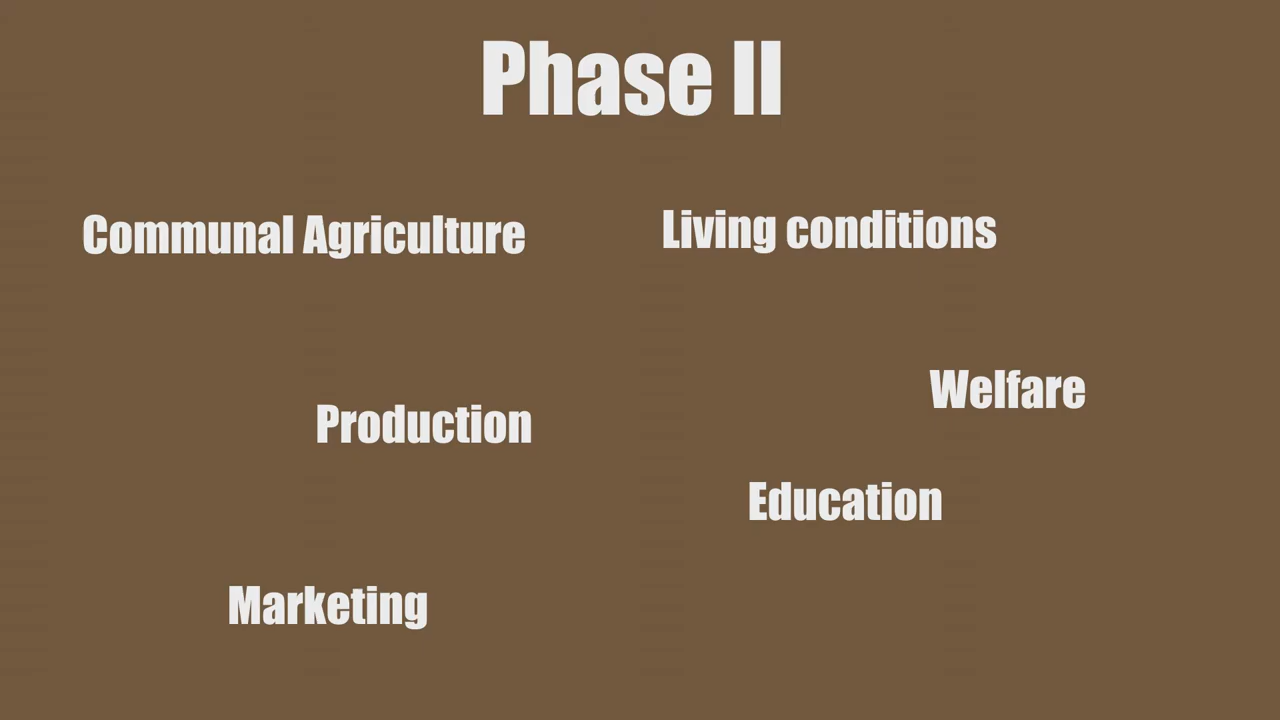 Phase II
Communal Agriculture
Living conditions
Welfare
Production
Education
Marketing